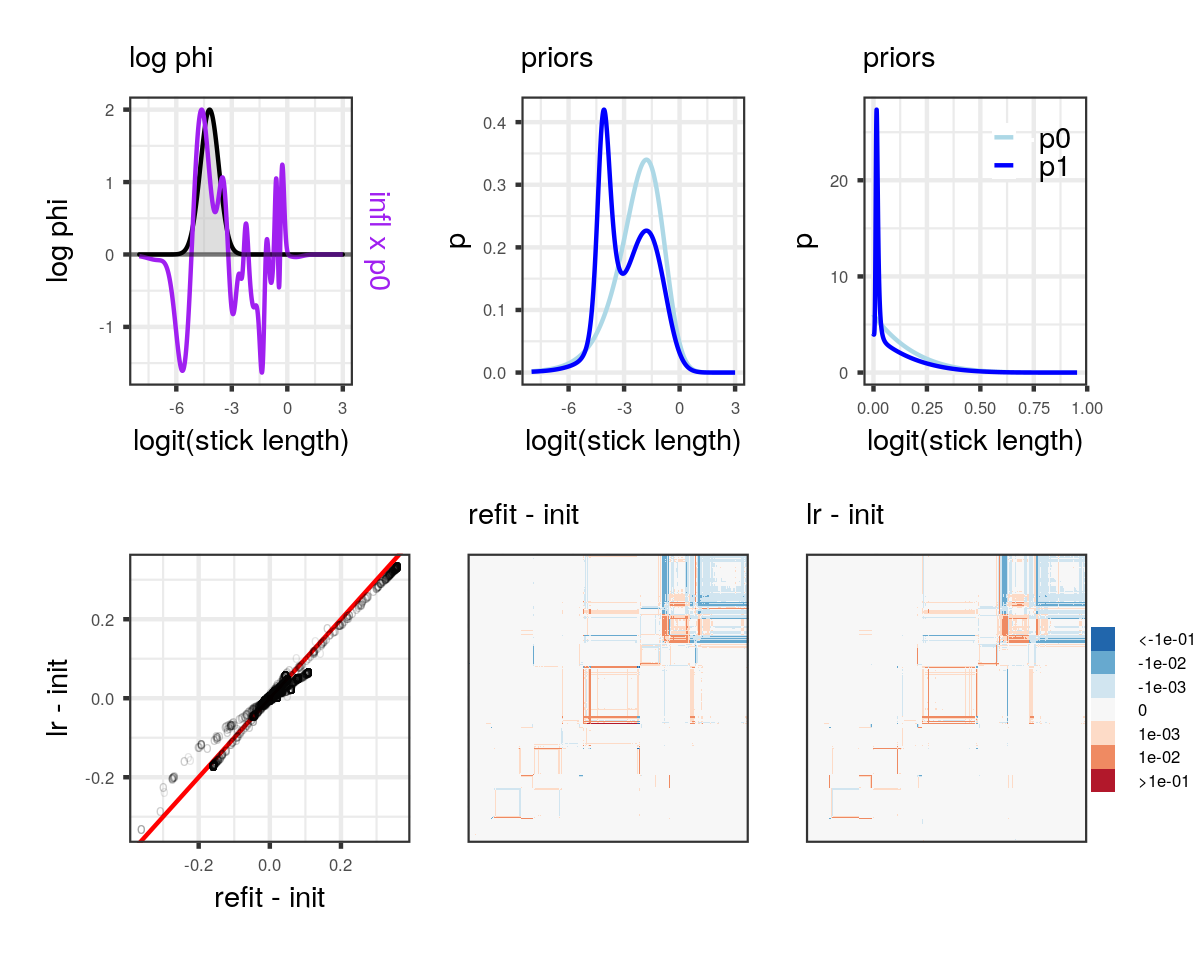 log phi
log phi
2
1
0
-1
-6 -3 0 3
logit(stick length)
infl x p0
priors
p
0.4
0.3
0.2
0.1
0.0
-6 -3 0 3
logit(stick length)
priors
p
20
10
0
p0
p1
0.00 0.25 0.50 0.75 1.00
logit(stick length)
lr - init
0.2
0.0
-0.2
-0.2 0.0 0.2
refit - init
refit - init
lr - init
<-1e-01
-1e-02
-1e-03
0
1e-03
1e-02
>1e-01